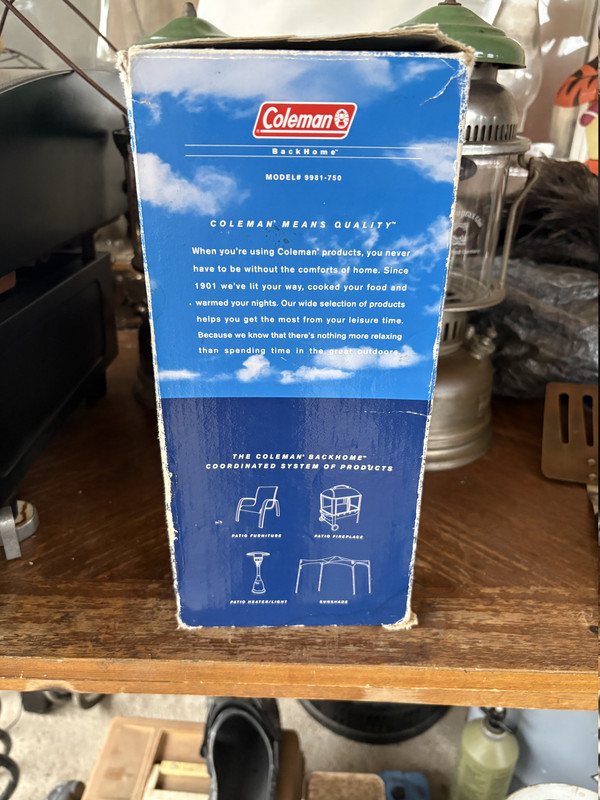 Coleman
BackHome™
MODEL# 9981-750
COLEMAN® MEANS QUALITY™
When you're using Coleman® products, you never
have to be without the comforts of home. Since
1901 we've lit your way, cooked your food and
warmed your nights. Our wide selection of products
helps you get the most from your leisure time.
Because we know that there's nothing more relaxing
than spending time in the great outdoors.
THE COLEMAN® BACKHOME™
COORDINATED SYSTEM OF PRODUCTS
PATIO FURNITURE
PATIO FIREPLACE
PATIO HEATER/LIGHT
SUNSHADE